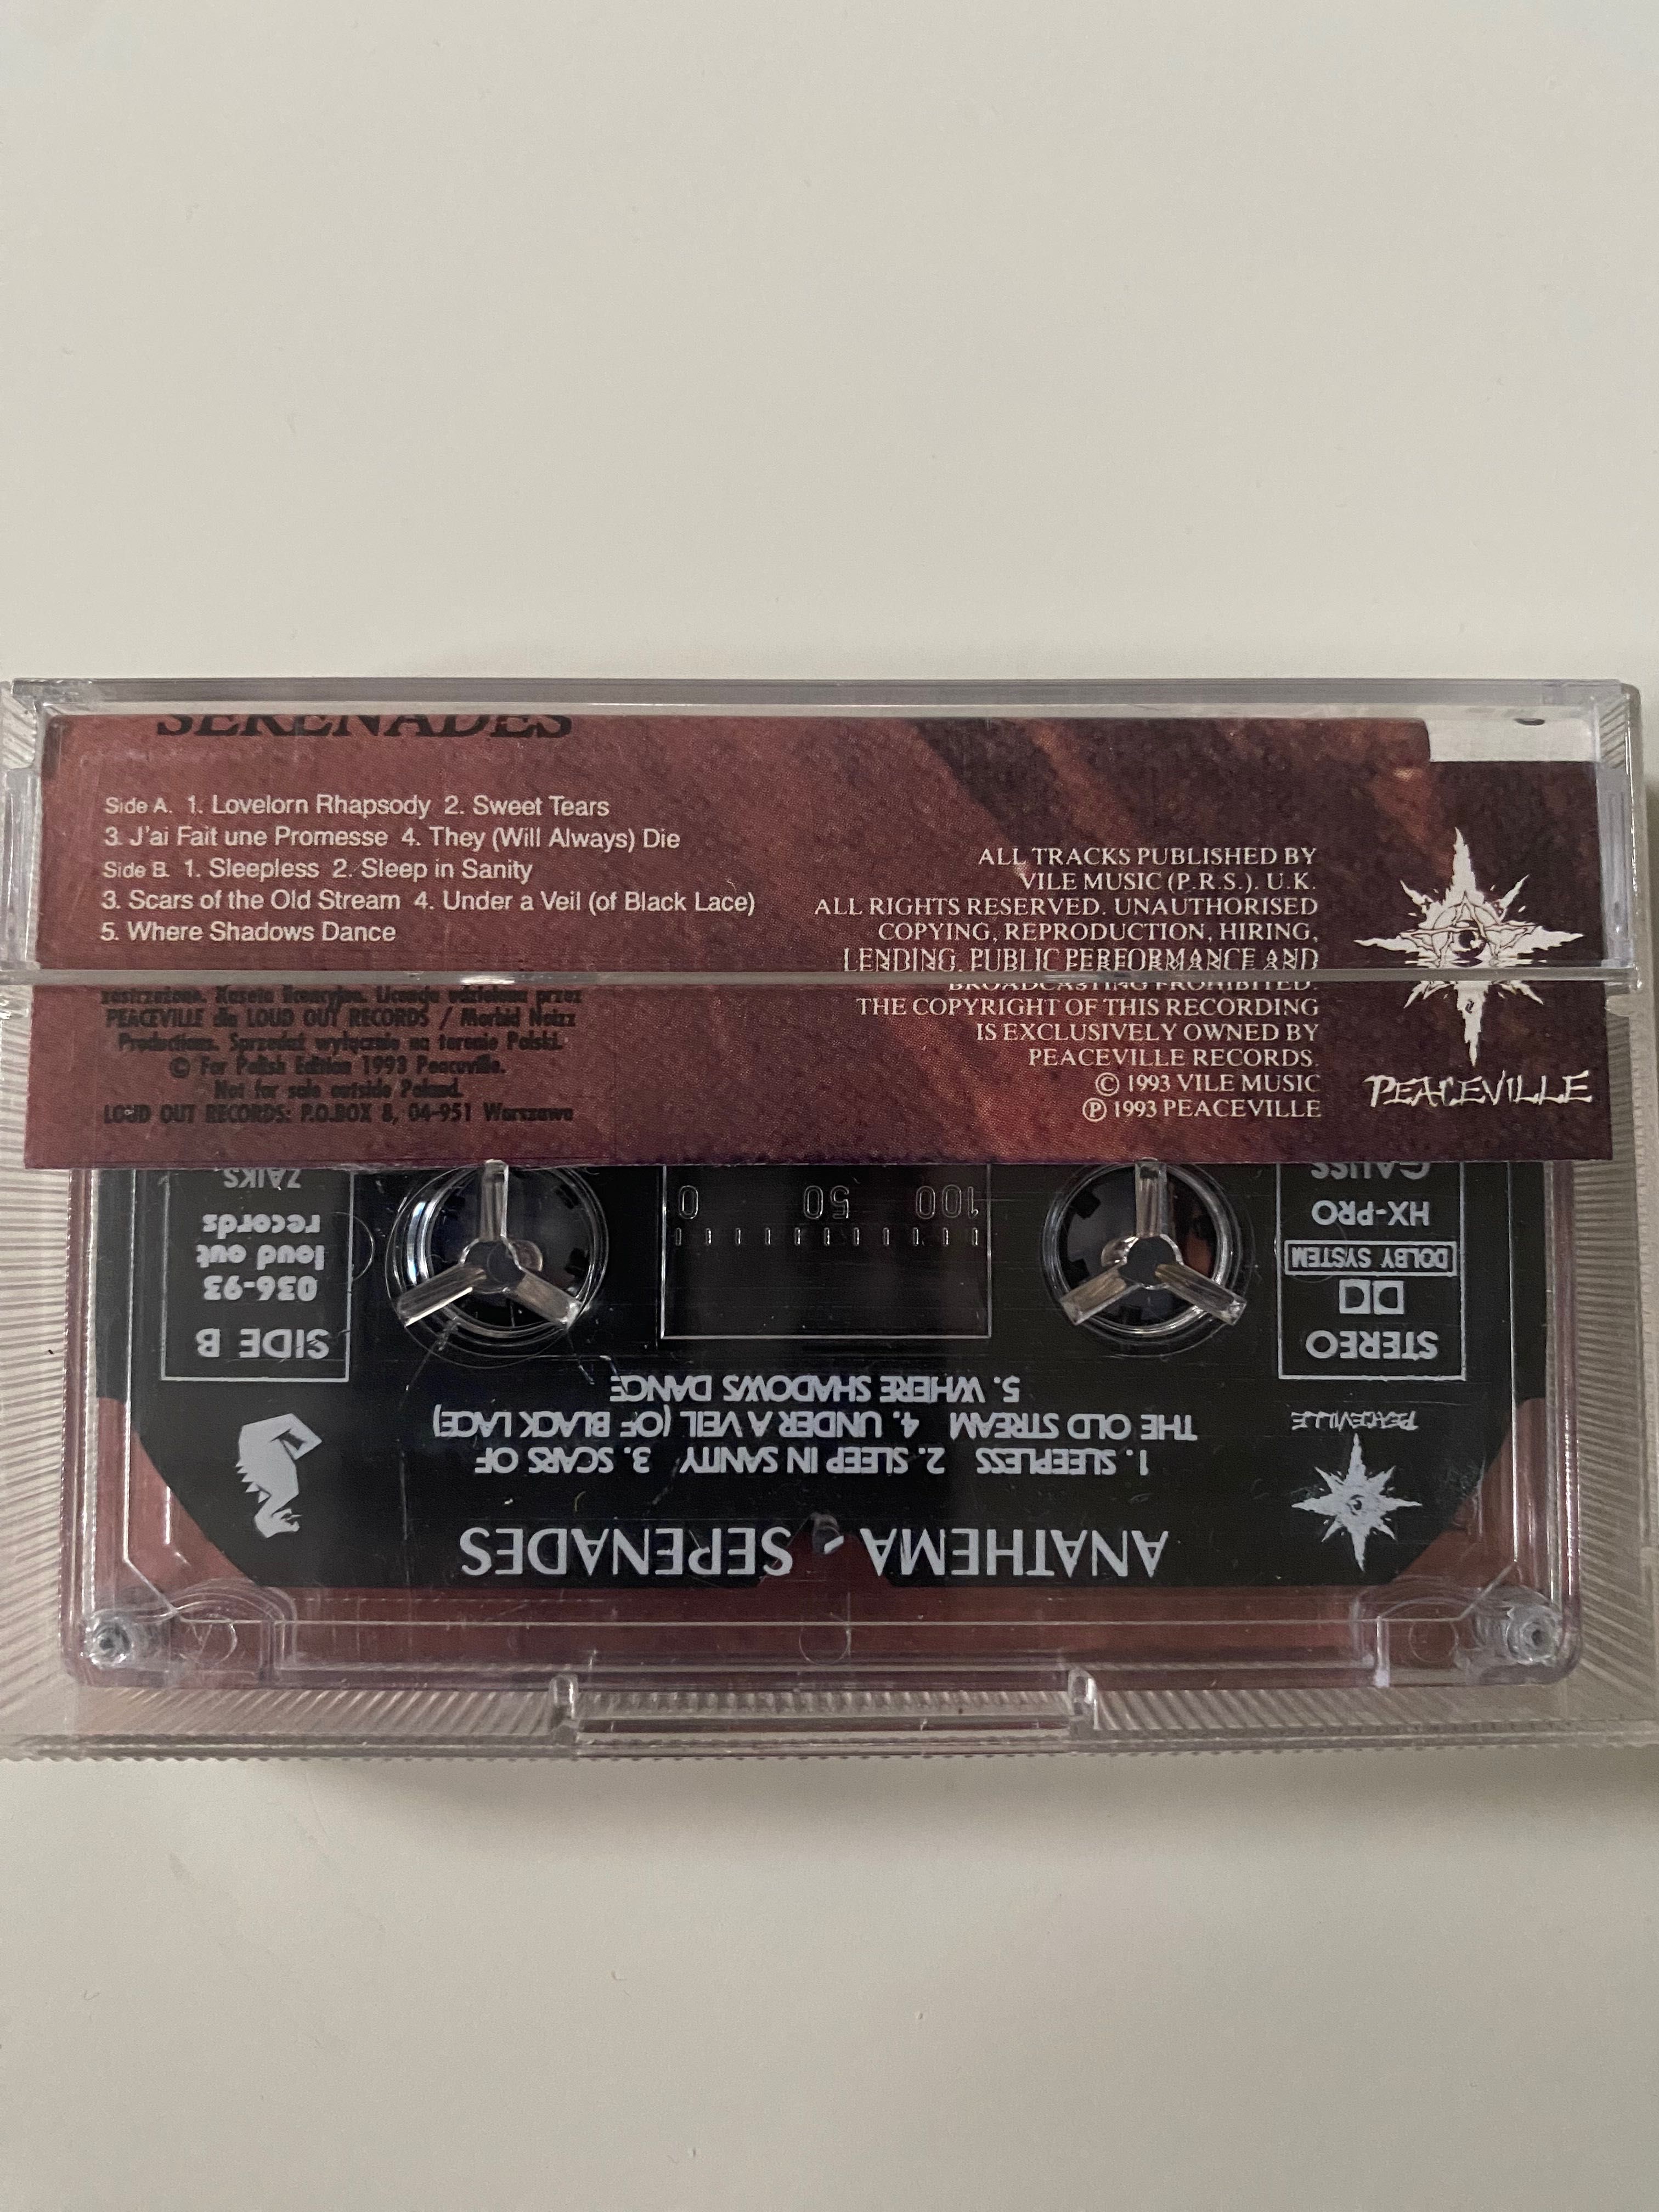 SERENADES
Side A. 1. Lovelorn Rhapsody 2. Sweet Tears
3. J'ai Fait une Promesse 4. They (Will Always) Die
Side B. 1. Sleepless 2. Sleep in Sanity
3. Scars of the Old Stream 4. Under a Veil (of Black Lace)
5. Where Shadows Dance
zastrzeżone. Kaseta licencyjna. Licencja udzielona przez
PEACEVILLE dla LOUD OUT RECORDS / Morbid Noizz
Productions. Sprzedaż wyłącznie na terenie Polski.
© For Polish Edition 1993 Peaceville.
Not for sale outside Poland.
LOUD OUT RECORDS: P.O.BOX 8, 04-951 Warszawa
ALL TRACKS PUBLISHED BY
VILE MUSIC (P.R.S.). U.K.
ALL RIGHTS RESERVED. UNAUTHORISED
COPYING, REPRODUCTION, HIRING,
LENDING, PUBLIC PERFORMANCE AND
BROADCASTING PROHIBITED.
THE COPYRIGHT OF THIS RECORDING
IS EXCLUSIVELY OWNED BY
PEACEVILLE RECORDS.
© 1993 VILE MUSIC
℗ 1993 PEACEVILLE
PEACEVILLE
ANATHEMA - SERENADES
1. SLEEPLESS 2. SLEEP IN SANITY 3. SCARS OF
THE OLD STREAM 4. UNDER A VEIL (OF BLACK LACE)
5. WHERE SHADOWS DANCE
PEACEVILLE
STEREO
DOLBY SYSTEM
HX-PRO
GAUSS
100 50 0
SIDE B
036-93
loud out
records
ZAIKS.